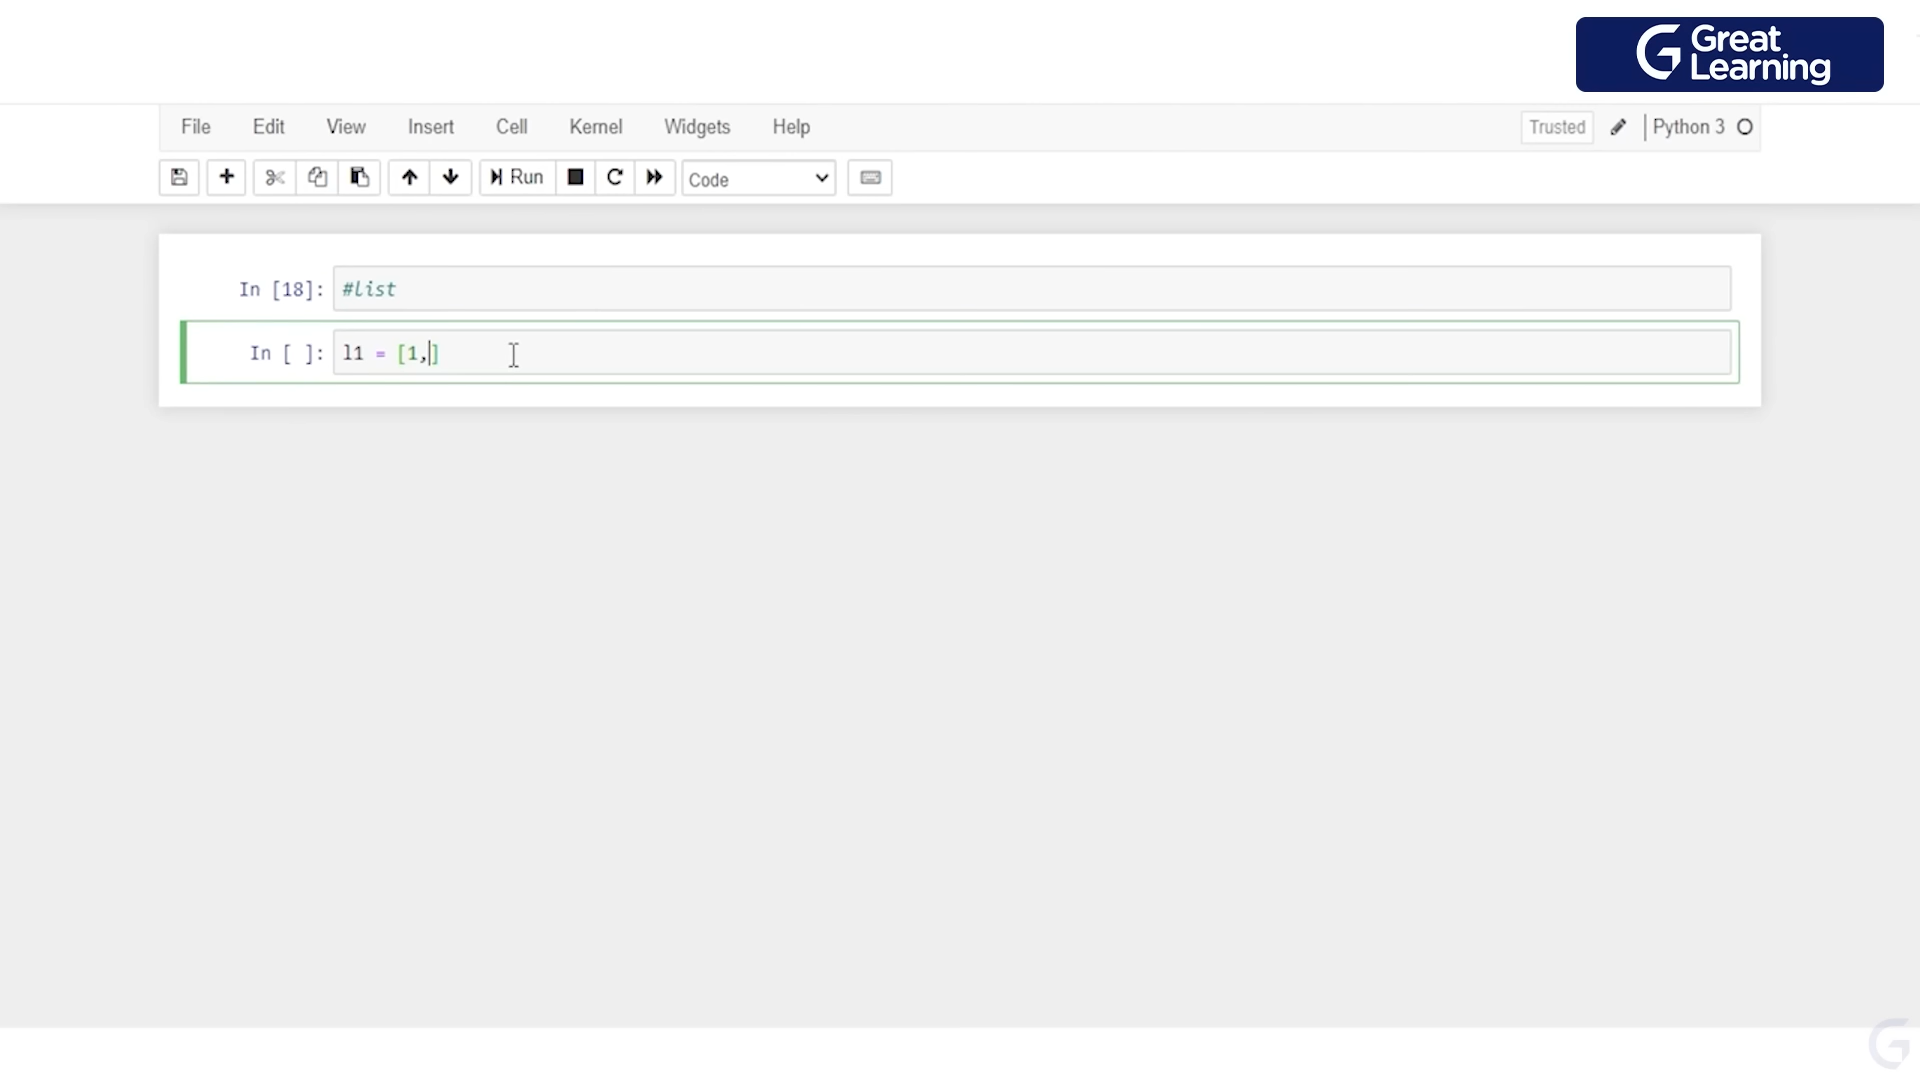 Great
Learning
File Edit View Insert Cell Kernel Widgets Help Trusted Python 3
Run Code
In [18]: #list
In [ ]: l1 = [1,]